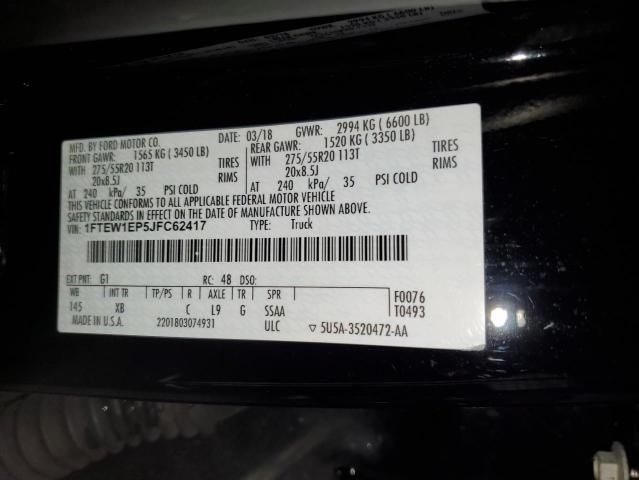 MFD. BY FORD MOTOR CO. DATE: 03/18 GVWR: 2994 KG ( 6600 LB)
FRONT GAWR: 1565 KG ( 3450 LB) REAR GAWR: 1520 KG ( 3350 LB)
WITH 275/55R20 113T TIRES WITH 275/55R20 113T TIRES
20x8.5J RIMS 20x8.5J RIMS
AT 240 kPa/ 35 PSI COLD AT 240 kPa/ 35 PSI COLD
THIS VEHICLE CONFORMS TO ALL APPLICABLE FEDERAL MOTOR VEHICLE
SAFETY STANDARDS IN EFFECT ON THE DATE OF MANUFACTURE SHOWN ABOVE.
VIN: 1FTEW1EP5JFC62417 TYPE: Truck
EXT PNT: G1 RC: 48 DSO:
WB INT TR TP/PS R AXLE TR SPR F0076
145 XB C L9 G SSAA T0493
MADE IN U.S.A. 2201803074931 ULC ▽ 5U5A-3520472-AA